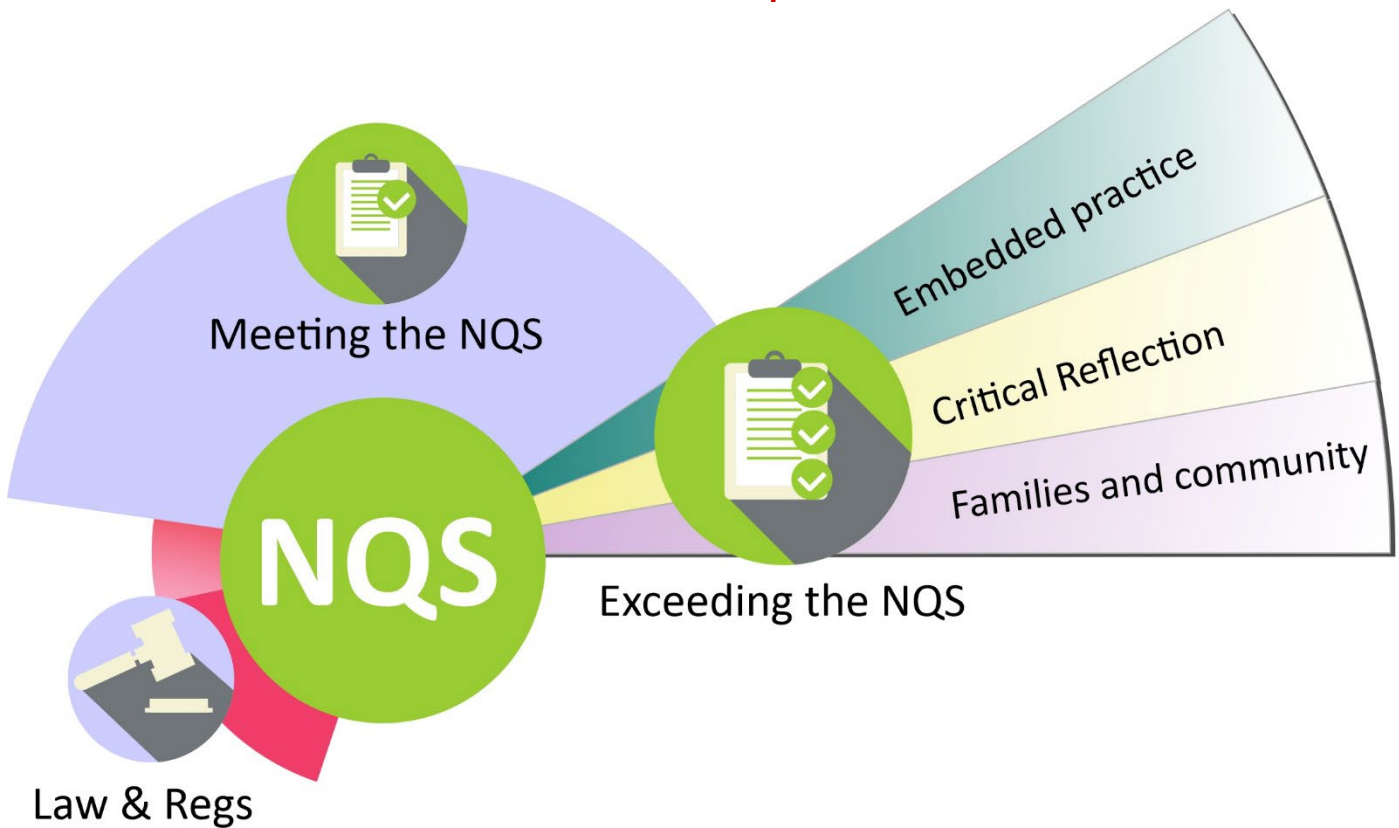 Meeting the NQS
Embedded practice
Critical Reflection
Families and community
NQS
Exceeding the NQS
Law & Regs